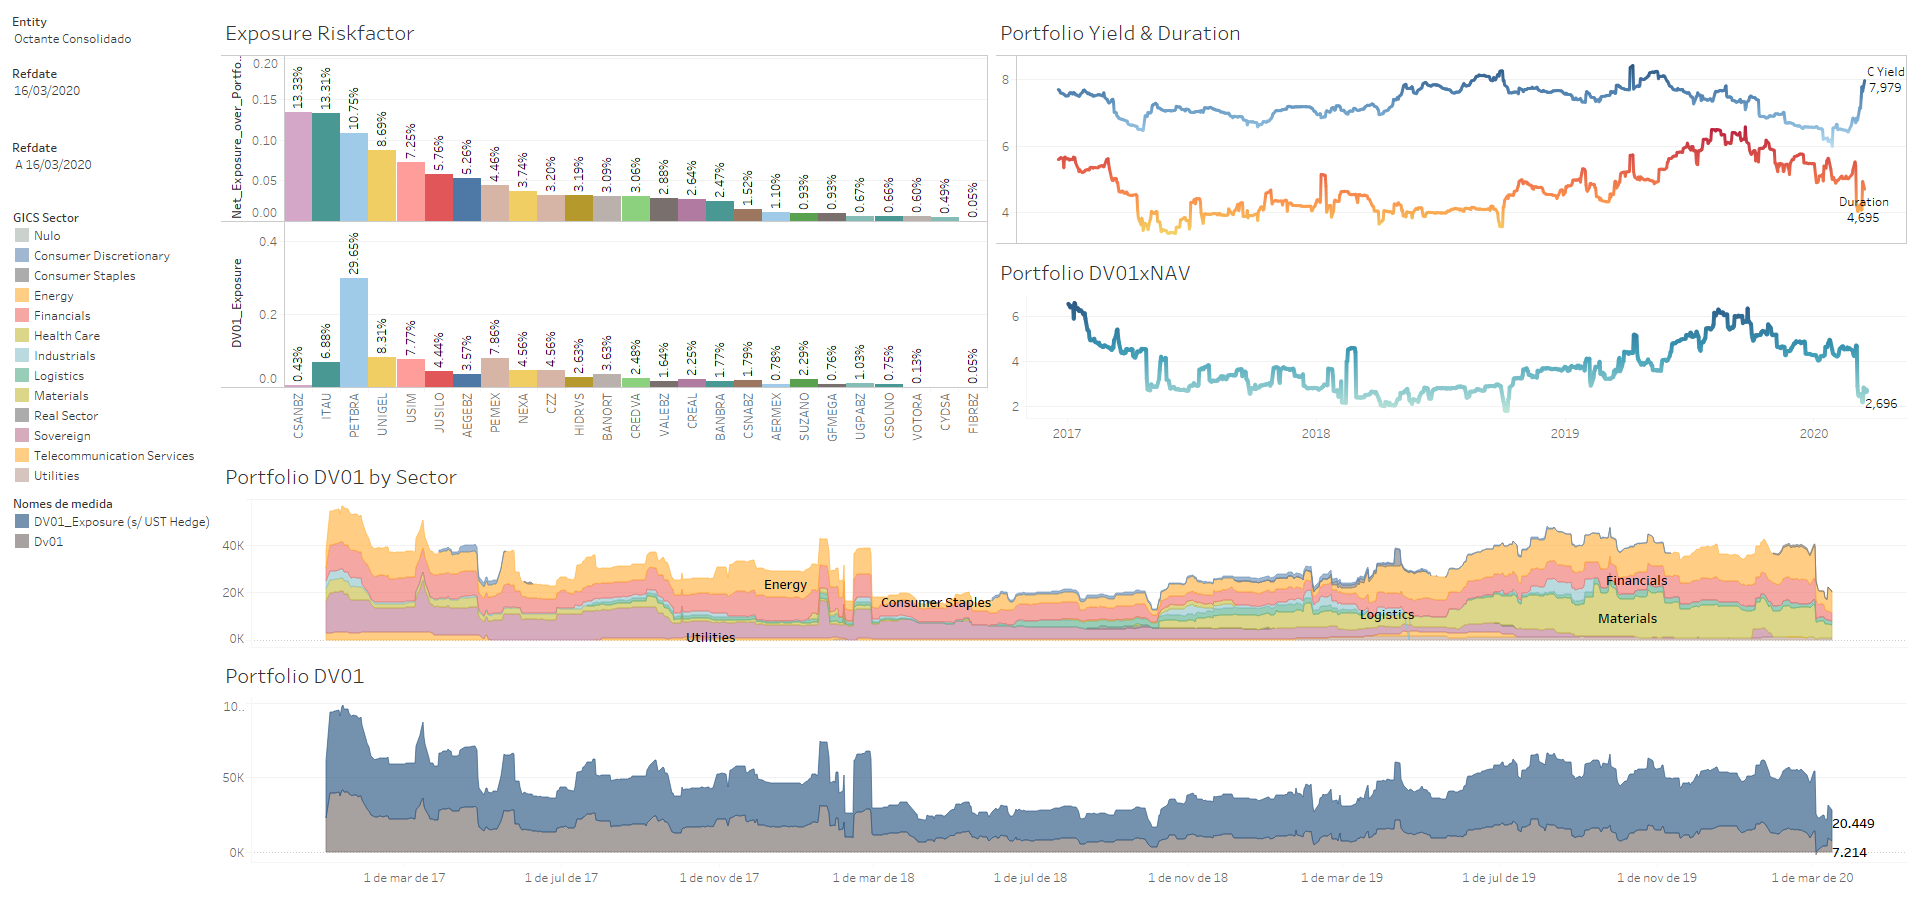 Entity
Octante Consolidado
Refdate
16/03/2020
Refdate
A 16/03/2020
GICS Sector
Nulo
Consumer Discretionary
Consumer Staples
Energy
Financials
Health Care
Industrials
Logistics
Materials
Real Sector
Sovereign
Telecommunication Services
Utilities
Nomes de medida
DV01_Exposure (s/ UST Hedge)
Dv01
Exposure Riskfactor
Net_Exposure_over_Portfo..
0.20
0.15
0.10
0.05
0.00
13.33%
13.31%
10.75%
8.69%
7.25%
5.76%
5.26%
4.46%
3.74%
3.20%
3.19%
3.09%
3.06%
2.88%
2.64%
2.47%
1.52%
1.10%
0.93%
0.93%
0.67%
0.66%
0.60%
0.49%
0.05%
DV01_Exposure
0.4
0.2
0.0
0.43%
6.88%
29.65%
8.31%
7.77%
4.44%
3.57%
7.86%
4.56%
4.56%
2.63%
3.63%
2.48%
1.64%
2.25%
1.77%
1.79%
0.78%
2.29%
0.76%
1.03%
0.75%
0.13%
0.05%
CSANBZ
ITAU
PETBRA
UNIGEL
USIM
JUSILO
AEGEBZ
PEMEX
NEXA
CZZ
HIDRVS
BANORT
CREDVA
VALEBZ
CREAL
BANBRA
CSNABZ
AERMEX
SUZANO
GFMEGA
UGPABZ
CSOLNO
VOTORA
CYDSA
FIBRBZ
Portfolio Yield & Duration
8
6
4
C Yield
7,979
Duration
4,695
Portfolio DV01xNAV
6
4
2
2,696
2017
2018
2019
2020
Portfolio DV01 by Sector
40K
20K
0K
Energy
Consumer Staples
Utilities
Logistics
Financials
Materials
Portfolio DV01
10..
50K
0K
20.449
7.214
1 de mar de 17
1 de jul de 17
1 de nov de 17
1 de mar de 18
1 de jul de 18
1 de nov de 18
1 de mar de 19
1 de jul de 19
1 de nov de 19
1 de mar de 20